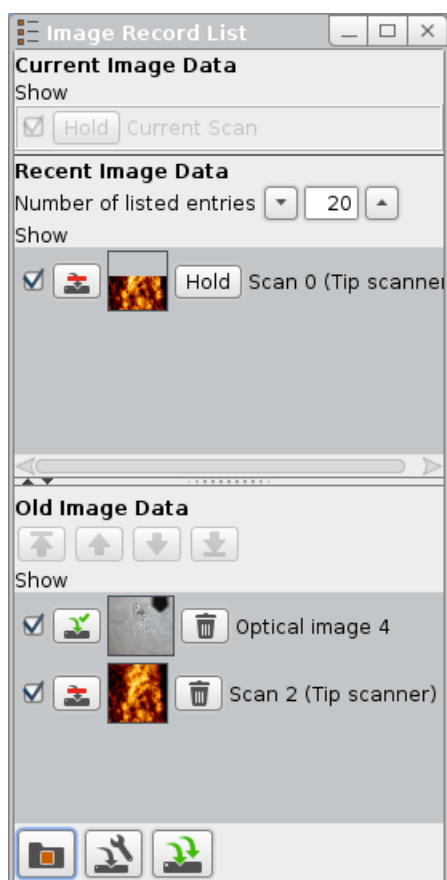 Image Record List
Current Image Data
Show
Hold Current Scan
Recent Image Data
Number of listed entries 20
Show
Hold Scan 0 (Tip scanner
Old Image Data
Show
Optical image 4
Scan 2 (Tip scanner)